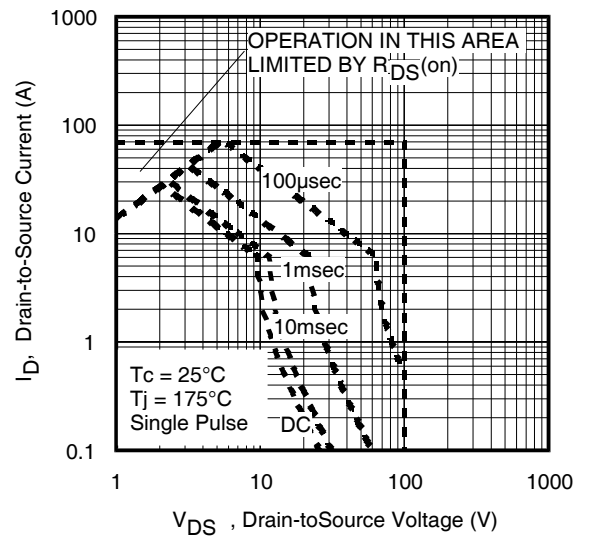 1000
OPERATION IN THIS AREA
LIMITED BY RDS(on)
100
100μsec
10
1msec
10msec
1
Tc = 25°C
Tj = 175°C
Single Pulse
DC
0.1
1 10 100 1000
VDS , Drain-toSource Voltage (V)
ID, Drain-to-Source Current (A)